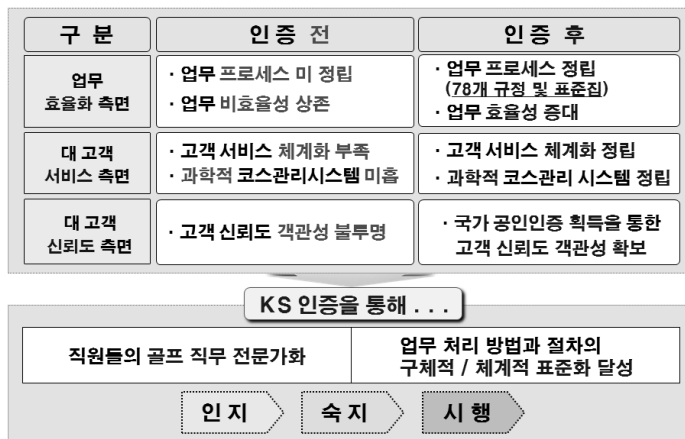 구 분
인증 전
인증 후
업무
효율화 측면
· 업무 프로세스 미 정립
· 업무 비효율성 상존
· 업무 프로세스 정립
(78개 규정 및 표준집)
· 업무 효율성 증대
대 고객
서비스 측면
· 고객 서비스 체계화 부족
· 과학적 코스관리시스템 미흡
· 고객 서비스 체계화 정립
· 과학적 코스관리 시스템 정립
대 고객
신뢰도 측면
· 고객 신뢰도 객관성 불투명
· 국가 공인인증 획득을 통한
고객 신뢰도 객관성 확보
KS 인증을 통해 . . .
직원들의 골프 직무 전문가화
업무 처리 방법과 절차의
구체적 / 체계적 표준화 달성
인 지
숙 지
시 행